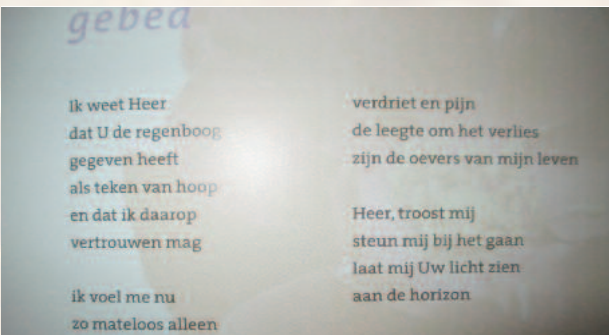 gebed
Ik weet Heer
dat U de regenboog
gegeven heeft
als teken van hoop
en dat ik daarop
vertrouwen mag
ik voel me nu
zo mateloos alleen
verdriet en pijn
de leegte om het verlies
zijn de oevers van mijn leven
Heer, troost mij
steun mij bij het gaan
laat mij Uw licht zien
aan de horizon